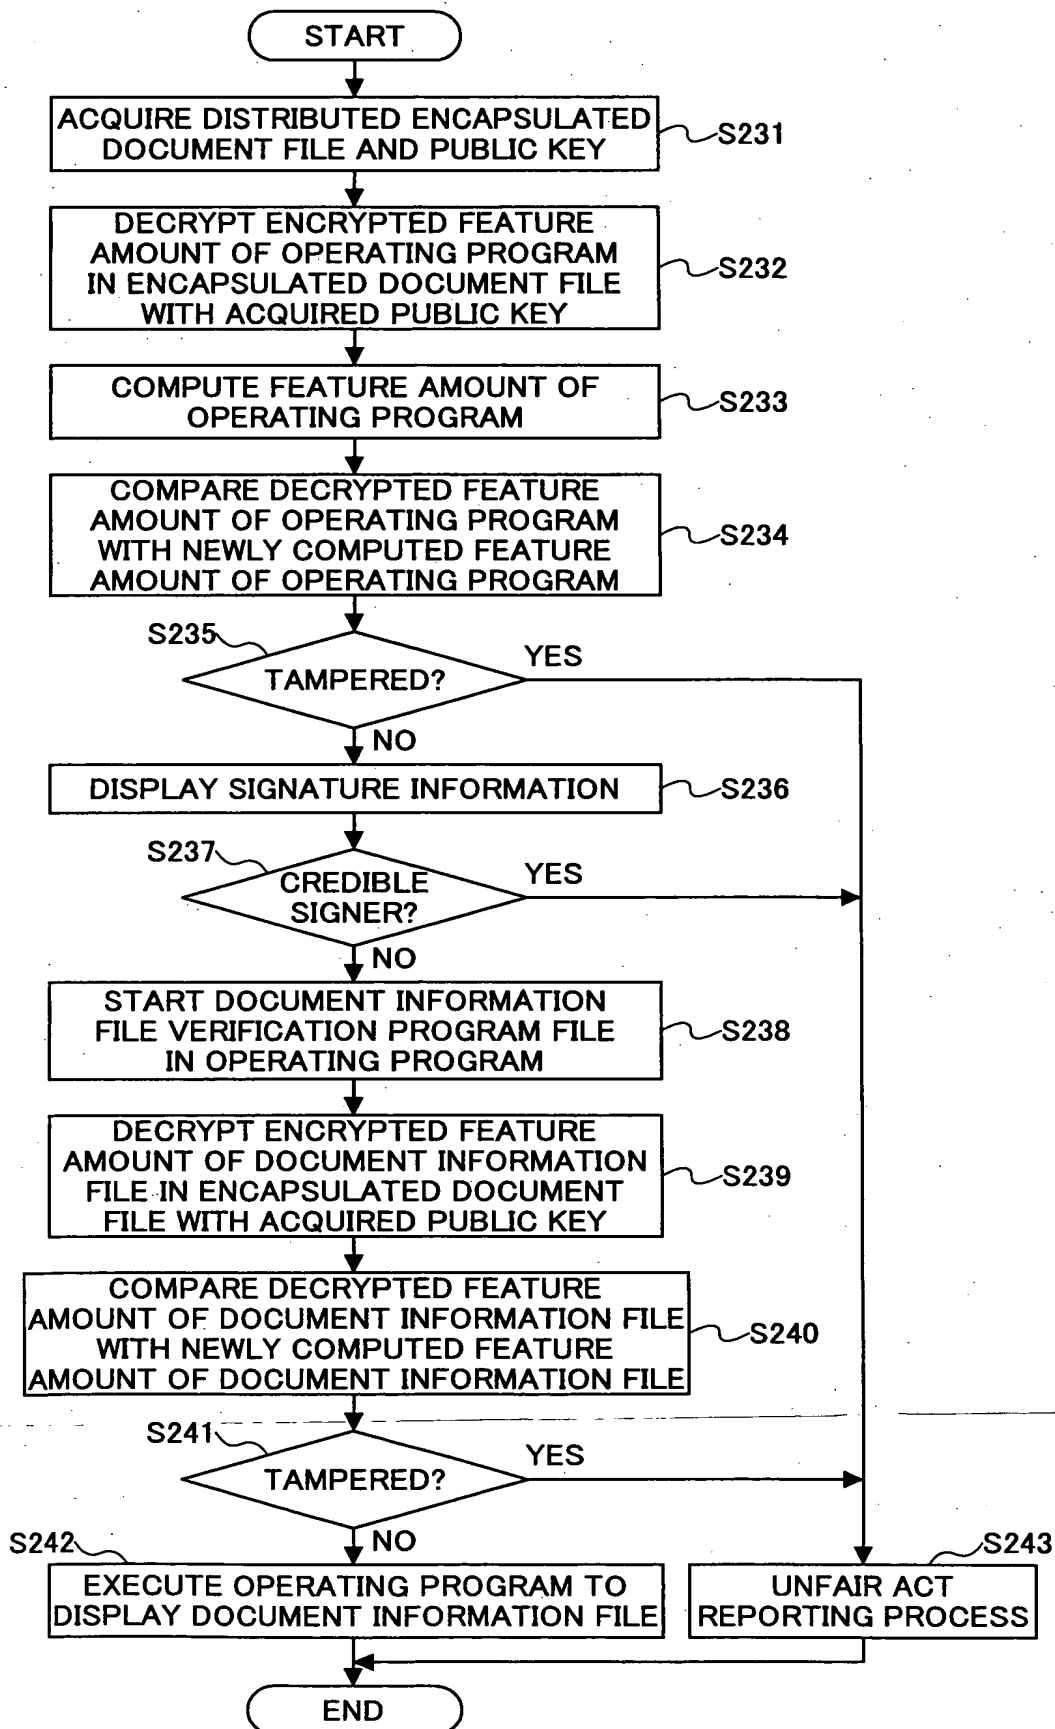 START
ACQUIRE DISTRIBUTED ENCAPSULATED
DOCUMENT FILE AND PUBLIC KEY
S231
DECRYPT ENCRYPTED FEATURE
AMOUNT OF OPERATING PROGRAM
IN ENCAPSULATED DOCUMENT FILE
WITH ACQUIRED PUBLIC KEY
S232
COMPUTE FEATURE AMOUNT OF
OPERATING PROGRAM
S233
COMPARE DECRYPTED FEATURE
AMOUNT OF OPERATING PROGRAM
WITH NEWLY COMPUTED FEATURE
AMOUNT OF OPERATING PROGRAM
S234
S235
TAMPERED?
YES
NO
DISPLAY SIGNATURE INFORMATION
S236
S237
CREDIBLE
SIGNER?
YES
NO
START DOCUMENT INFORMATION
FILE VERIFICATION PROGRAM FILE
IN OPERATING PROGRAM
S238
DECRYPT ENCRYPTED FEATURE
AMOUNT OF DOCUMENT INFORMATION
FILE IN ENCAPSULATED DOCUMENT
FILE WITH ACQUIRED PUBLIC KEY
S239
COMPARE DECRYPTED FEATURE
AMOUNT OF DOCUMENT INFORMATION FILE
WITH NEWLY COMPUTED FEATURE
AMOUNT OF DOCUMENT INFORMATION FILE
S240
S241
TAMPERED?
YES
NO
S242
EXECUTE OPERATING PROGRAM TO
DISPLAY DOCUMENT INFORMATION FILE
S243
UNFAIR ACT
REPORTING PROCESS
END